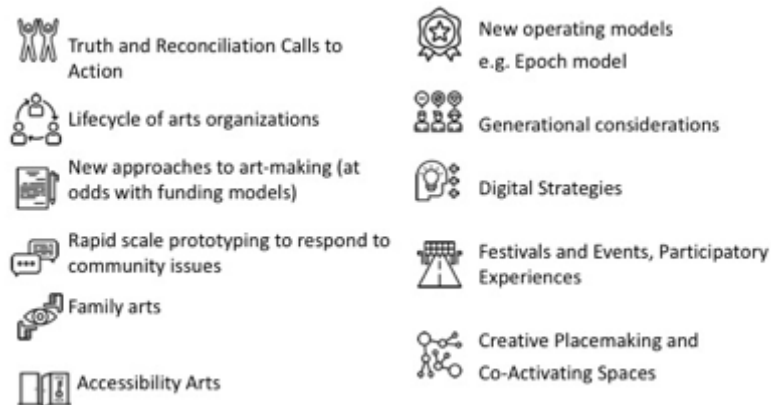 Truth and Reconciliation Calls to
Action
Lifecycle of arts organizations
New approaches to art-making (at
odds with funding models)
Rapid scale prototyping to respond to
community issues
Family arts
Accessibility Arts
New operating models
e.g. Epoch model
Generational considerations
Digital Strategies
Festivals and Events, Participatory
Experiences
Creative Placemaking and
Co-Activating Spaces